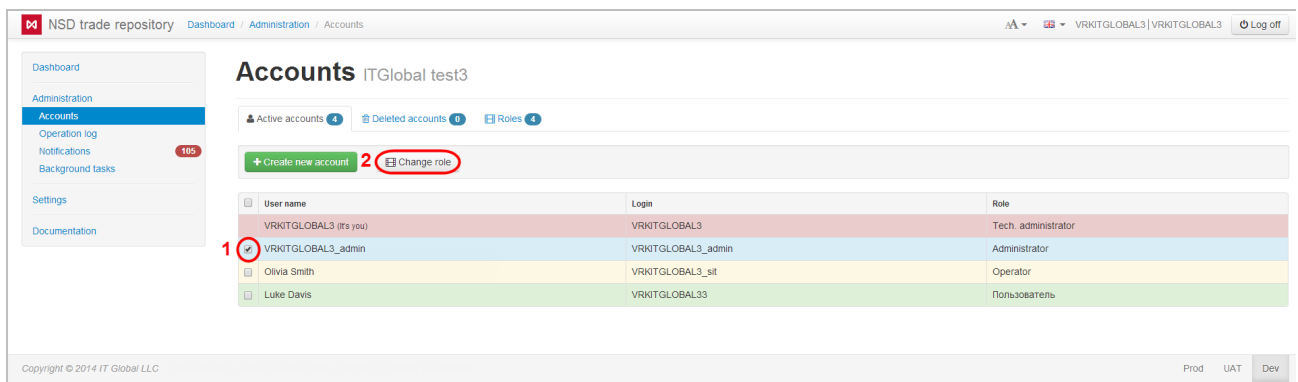 NSD trade repository Dashboard / Administration / Accounts AA VRKITGLOBAL3 | VRKITGLOBAL3 Log off
Dashboard
Administration
Accounts
Operation log
Notifications 105
Background tasks
Settings
Documentation
Accounts ITGlobal test3
Active accounts 4 Deleted accounts 0 Roles 4
+ Create new account 2 Change role
User name Login Role
VRKITGLOBAL3 (It's you) VRKITGLOBAL3 Tech. administrator
1 VRKITGLOBAL3_admin VRKITGLOBAL3_admin Administrator
Olivia Smith VRKITGLOBAL3_sit Operator
Luke Davis VRKITGLOBAL33 Пользователь
Copyright © 2014 IT Global LLC Prod UAT Dev